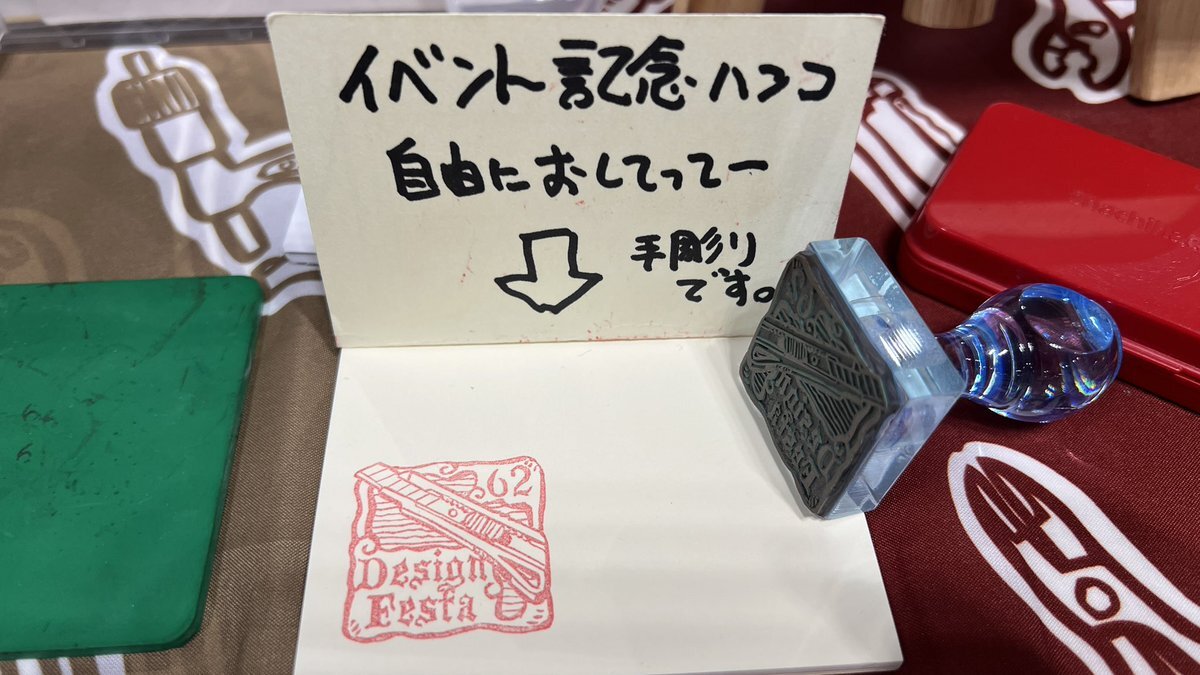 イベント記念ハンコ
自由におしてってー
手彫り
です。
62
Design
Festa